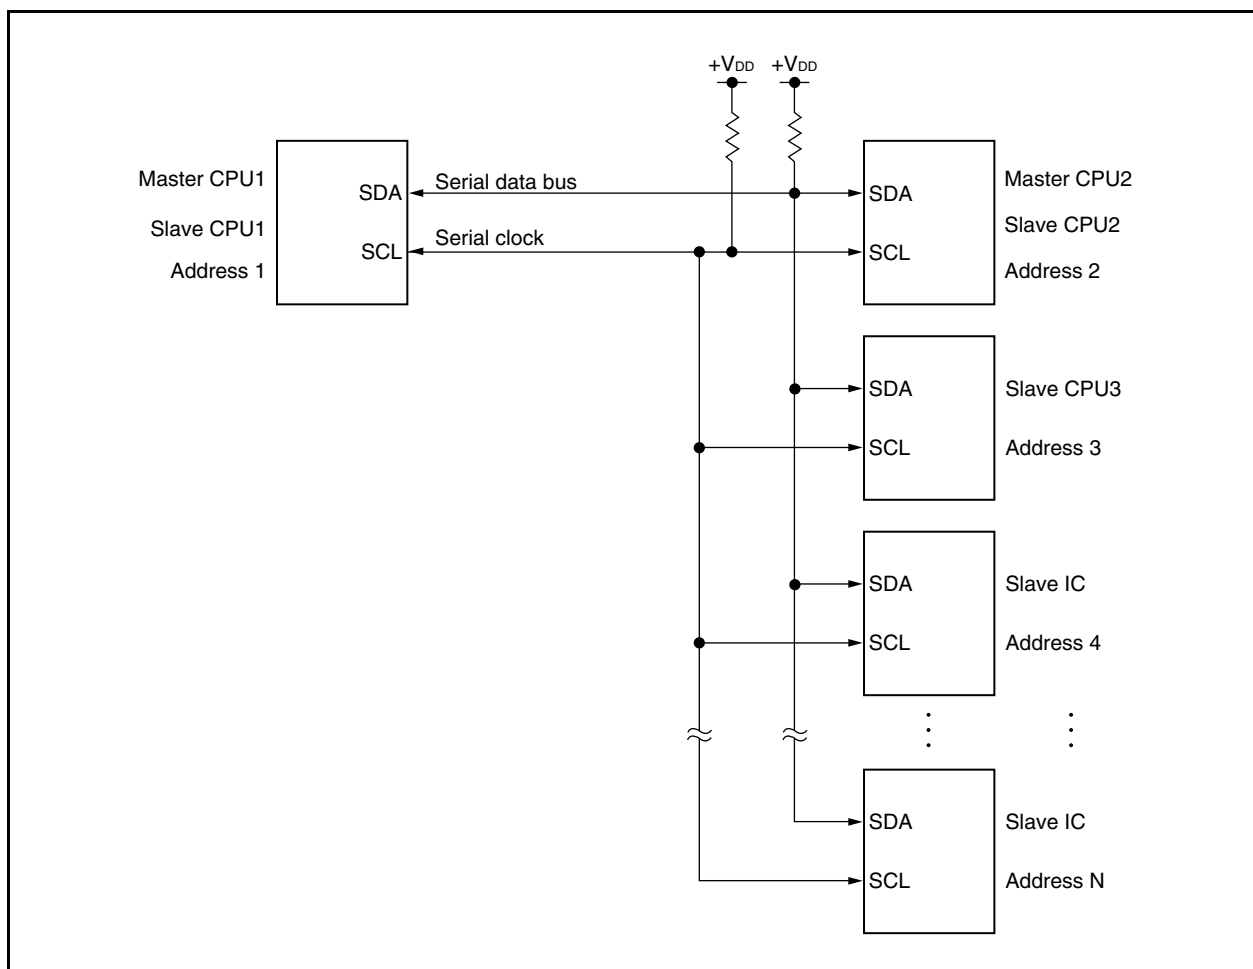 +VDD +VDD
Master CPU1
Slave CPU1
Address 1
SDA
SCL
Serial data bus
Serial clock
SDA
SCL
Master CPU2
Slave CPU2
Address 2
SDA
SCL
Slave CPU3
Address 3
SDA
SCL
Slave IC
Address 4
SDA
SCL
Slave IC
Address N